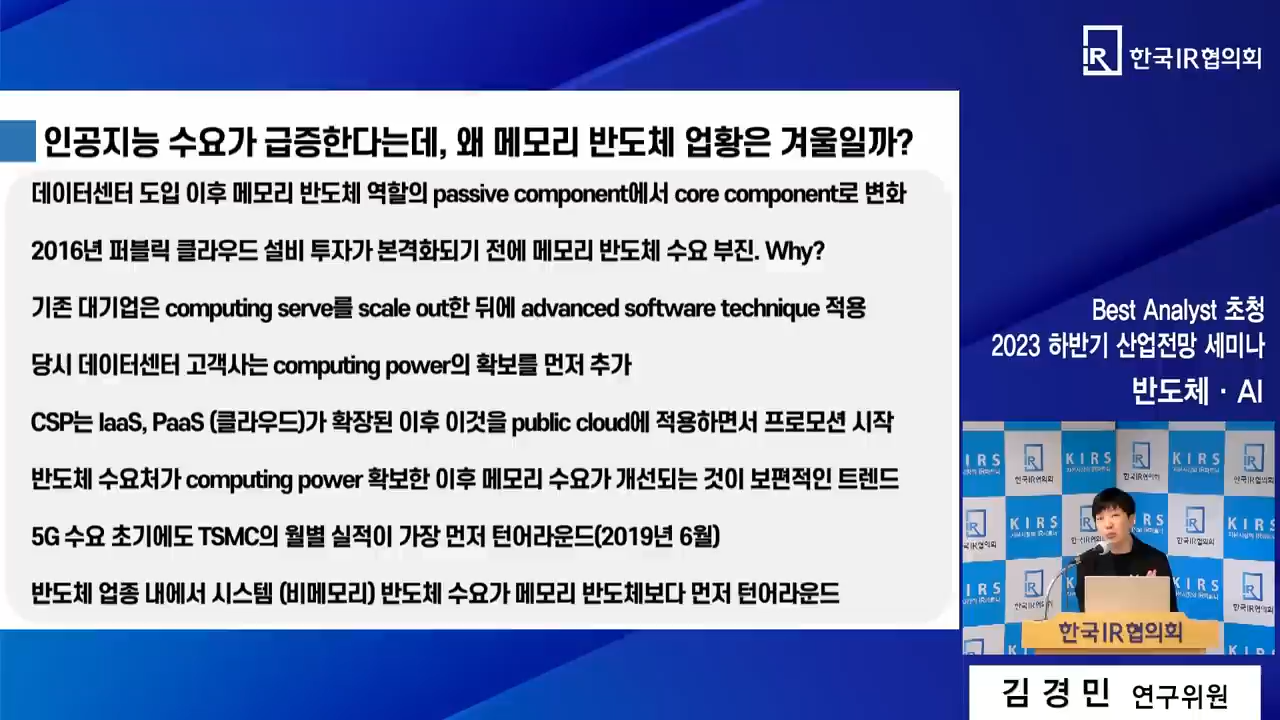 IR 한국IR협의회
인공지능 수요가 급증한다는데, 왜 메모리 반도체 업황은 겨울일까?
데이터센터 도입 이후 메모리 반도체 역할의 passive component에서 core component로 변화
2016년 퍼블릭 클라우드 설비 투자가 본격화되기 전에 메모리 반도체 수요 부진. Why?
기존 대기업은 computing serve를 scale out한 뒤에 advanced software technique 적용
당시 데이터센터 고객사는 computing power의 확보를 먼저 추가
CSP는 IaaS, PaaS (클라우드)가 확장된 이후 이것을 public cloud에 적용하면서 프로모션 시작
반도체 수요처가 computing power 확보한 이후 메모리 수요가 개선되는 것이 보편적인 트렌드
5G 수요 초기에도 TSMC의 월별 실적이 가장 먼저 턴어라운드(2019년 6월)
반도체 업종 내에서 시스템 (비메모리) 반도체 수요가 메모리 반도체보다 먼저 턴어라운드
Best Analyst 초청
2023 하반기 산업전망 세미나
반도체 · AI
KIRS
한국IR협의회
한국IR협의회
김경민 연구위원